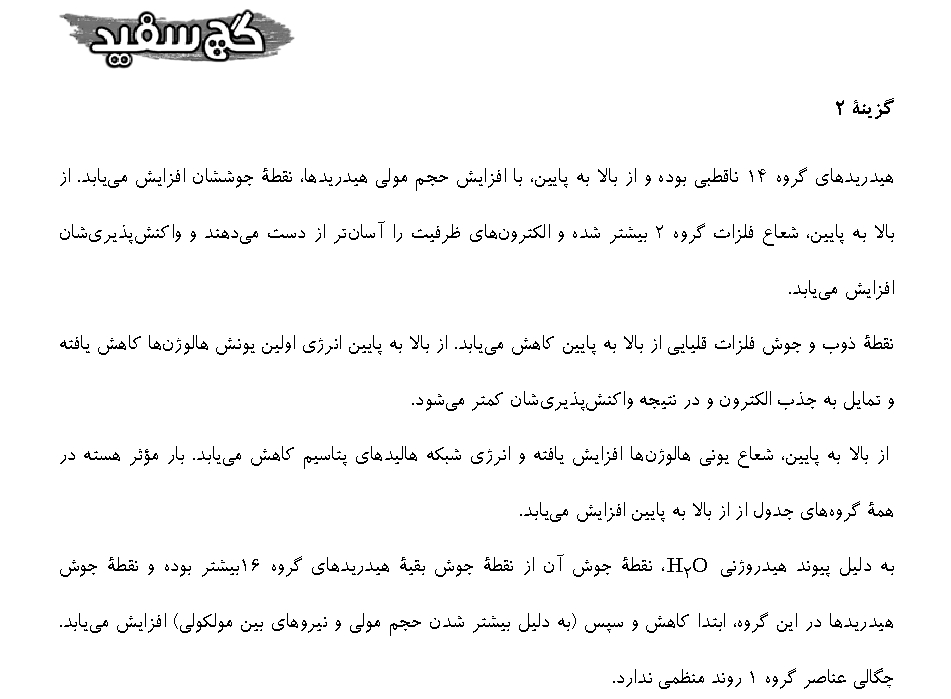 گچ سفید
گزینهٔ ۲
هیدریدهای گروه ۱۴ ناقطبی بوده و از بالا به پایین، با افزایش حجم مولی هیدریدها، نقطهٔ جوششان افزایش می‌یابد. از
بالا به پایین، شعاع فلزات گروه ۲ بیشتر شده و الکترون‌های ظرفیت را آسان‌تر از دست می‌دهند و واکنش‌پذیری‌شان
افزایش می‌یابد.
نقطهٔ ذوب و جوش فلزات قلیایی از بالا به پایین کاهش می‌یابد. از بالا به پایین انرژی اولین یونش هالوژن‌ها کاهش یافته
و تمایل به جذب الکترون و در نتیجه واکنش‌پذیری‌شان کمتر می‌شود.
از بالا به پایین، شعاع یونی هالوژن‌ها افزایش یافته و انرژی شبکه هالیدهای پتاسیم کاهش می‌یابد. بار مؤثر هسته در
همهٔ گروه‌های جدول از از بالا به پایین افزایش می‌یابد.
به دلیل پیوند هیدروژنی H۲O، نقطهٔ جوش آن از نقطهٔ جوش بقیهٔ هیدریدهای گروه ۱۶بیشتر بوده و نقطهٔ جوش
هیدریدها در این گروه، ابتدا کاهش و سپس (به دلیل بیشتر شدن حجم مولی و نیروهای بین مولکولی) افزایش می‌یابد.
چگالی عناصر گروه ۱ روند منظمی ندارد.